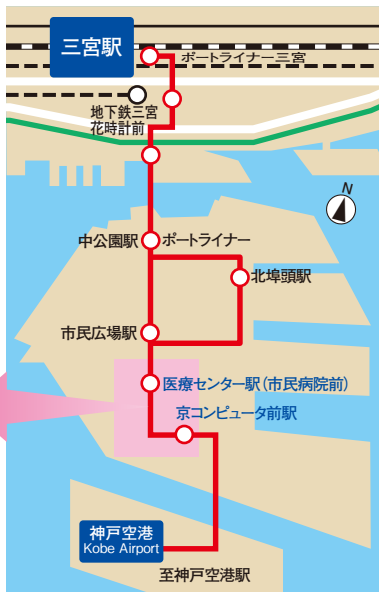 三宮駅
ポートライナー三宮
地下鉄三宮
花時計前
N
中公園駅
ポートライナー
北埠頭駅
市民広場駅
医療センター駅(市民病院前)
京コンピュータ前駅
神戸空港
Kobe Airport
至神戸空港駅